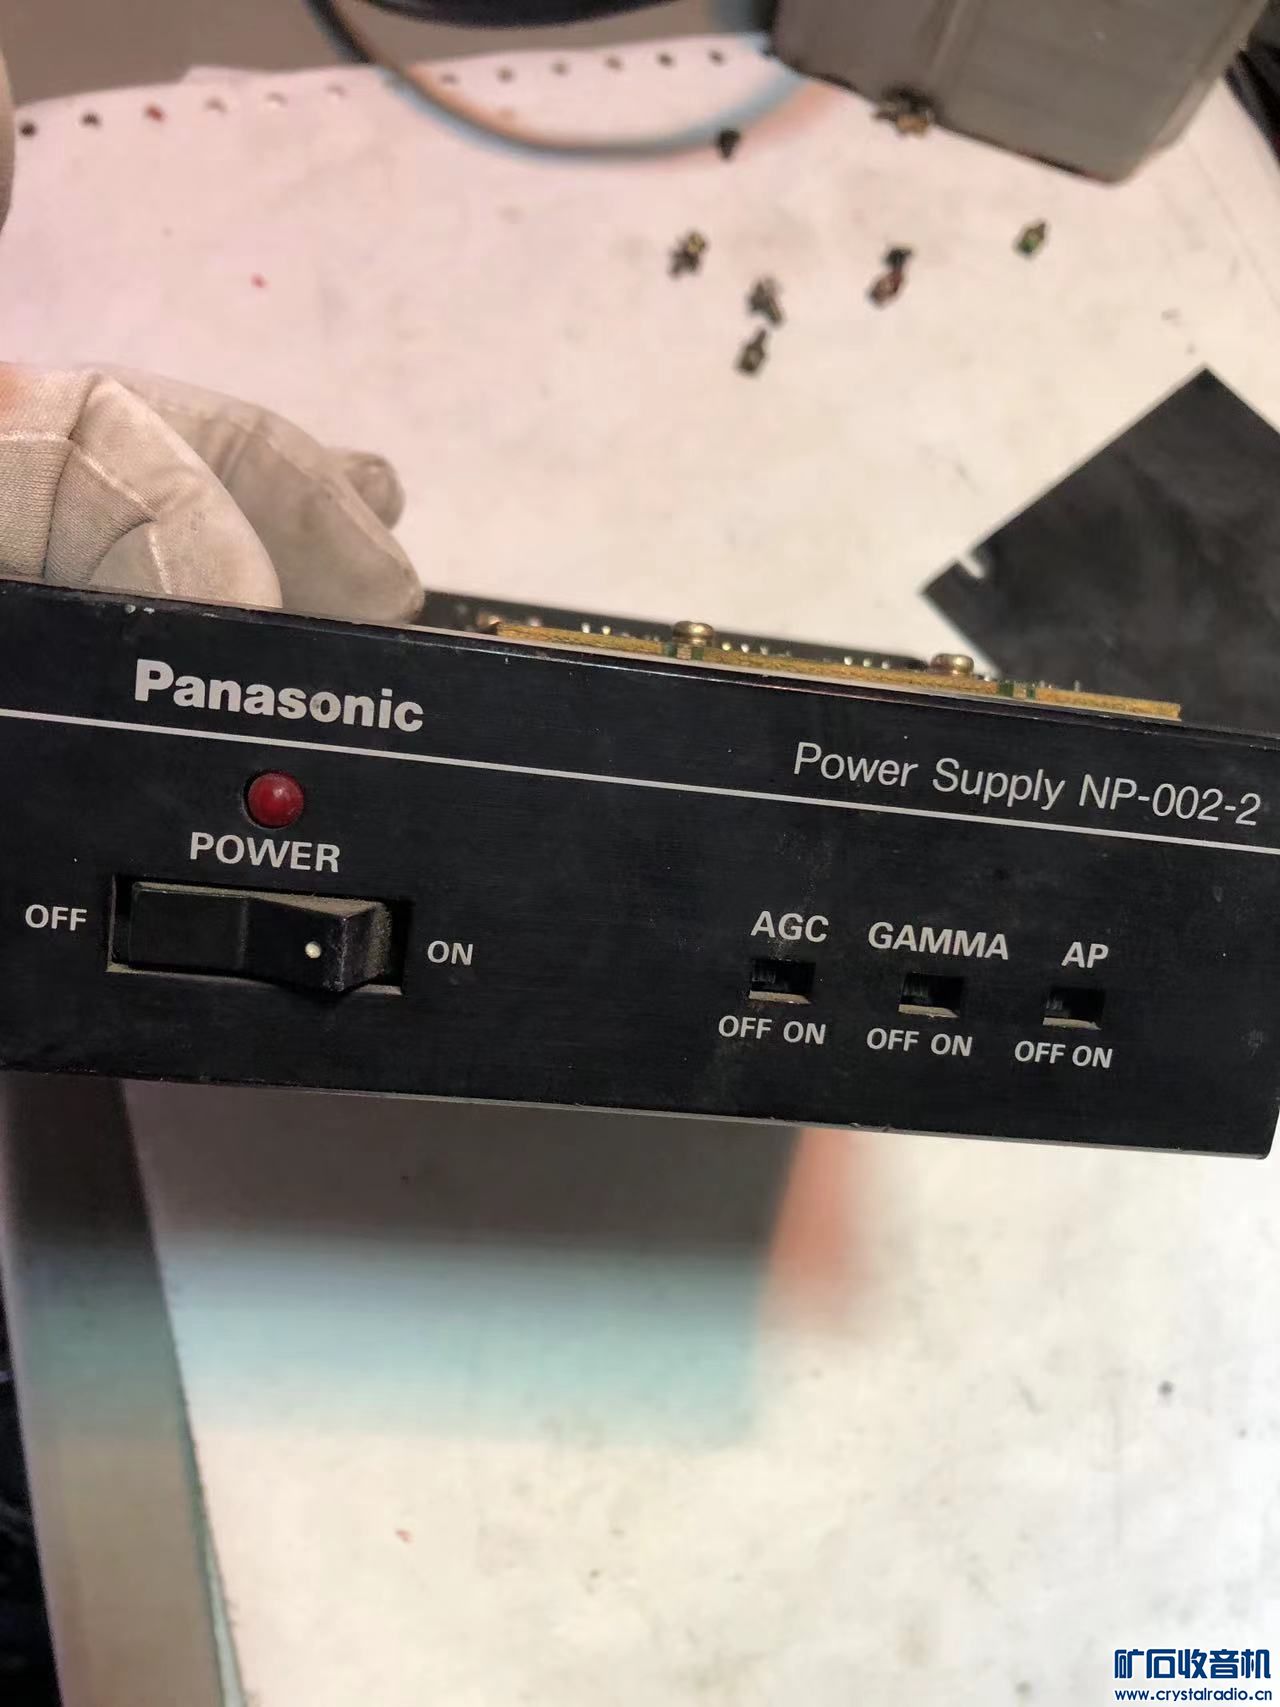 Panasonic
Power Supply NP-002-2
POWER
OFF
ON
AGC
GAMMA
AP
OFF ON
OFF ON
OFF ON
矿石收音机
www.crystalradio.cn